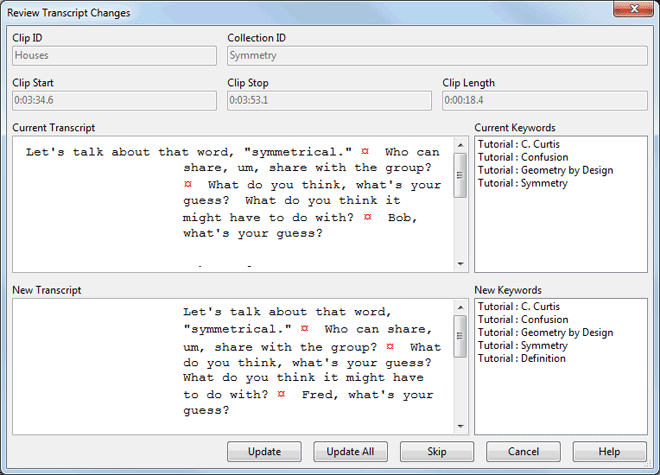 Review Transcript Changes
Clip ID
Collection ID
Houses
Symmetry
Clip Start
Clip Stop
Clip Length
0:03:34.6
0:03:53.1
0:00:18.4
Current Transcript
Current Keywords
Let's talk about that word, "symmetrical." ¤ Who can
share, um, share with the group?
¤ What do you think, what's your
guess? What do you think it
might have to do with? ¤ Bob,
what's your guess?
Tutorial : C. Curtis
Tutorial : Confusion
Tutorial : Geometry by Design
Tutorial : Symmetry
New Transcript
New Keywords
Let's talk about that word,
"symmetrical." ¤ Who can share,
um, share with the group? ¤ What
do you think, what's your guess?
What do you think it might have
to do with? ¤ Fred, what's your
guess?
Tutorial : C. Curtis
Tutorial : Confusion
Tutorial : Geometry by Design
Tutorial : Symmetry
Tutorial : Definition
Update
Update All
Skip
Cancel
Help